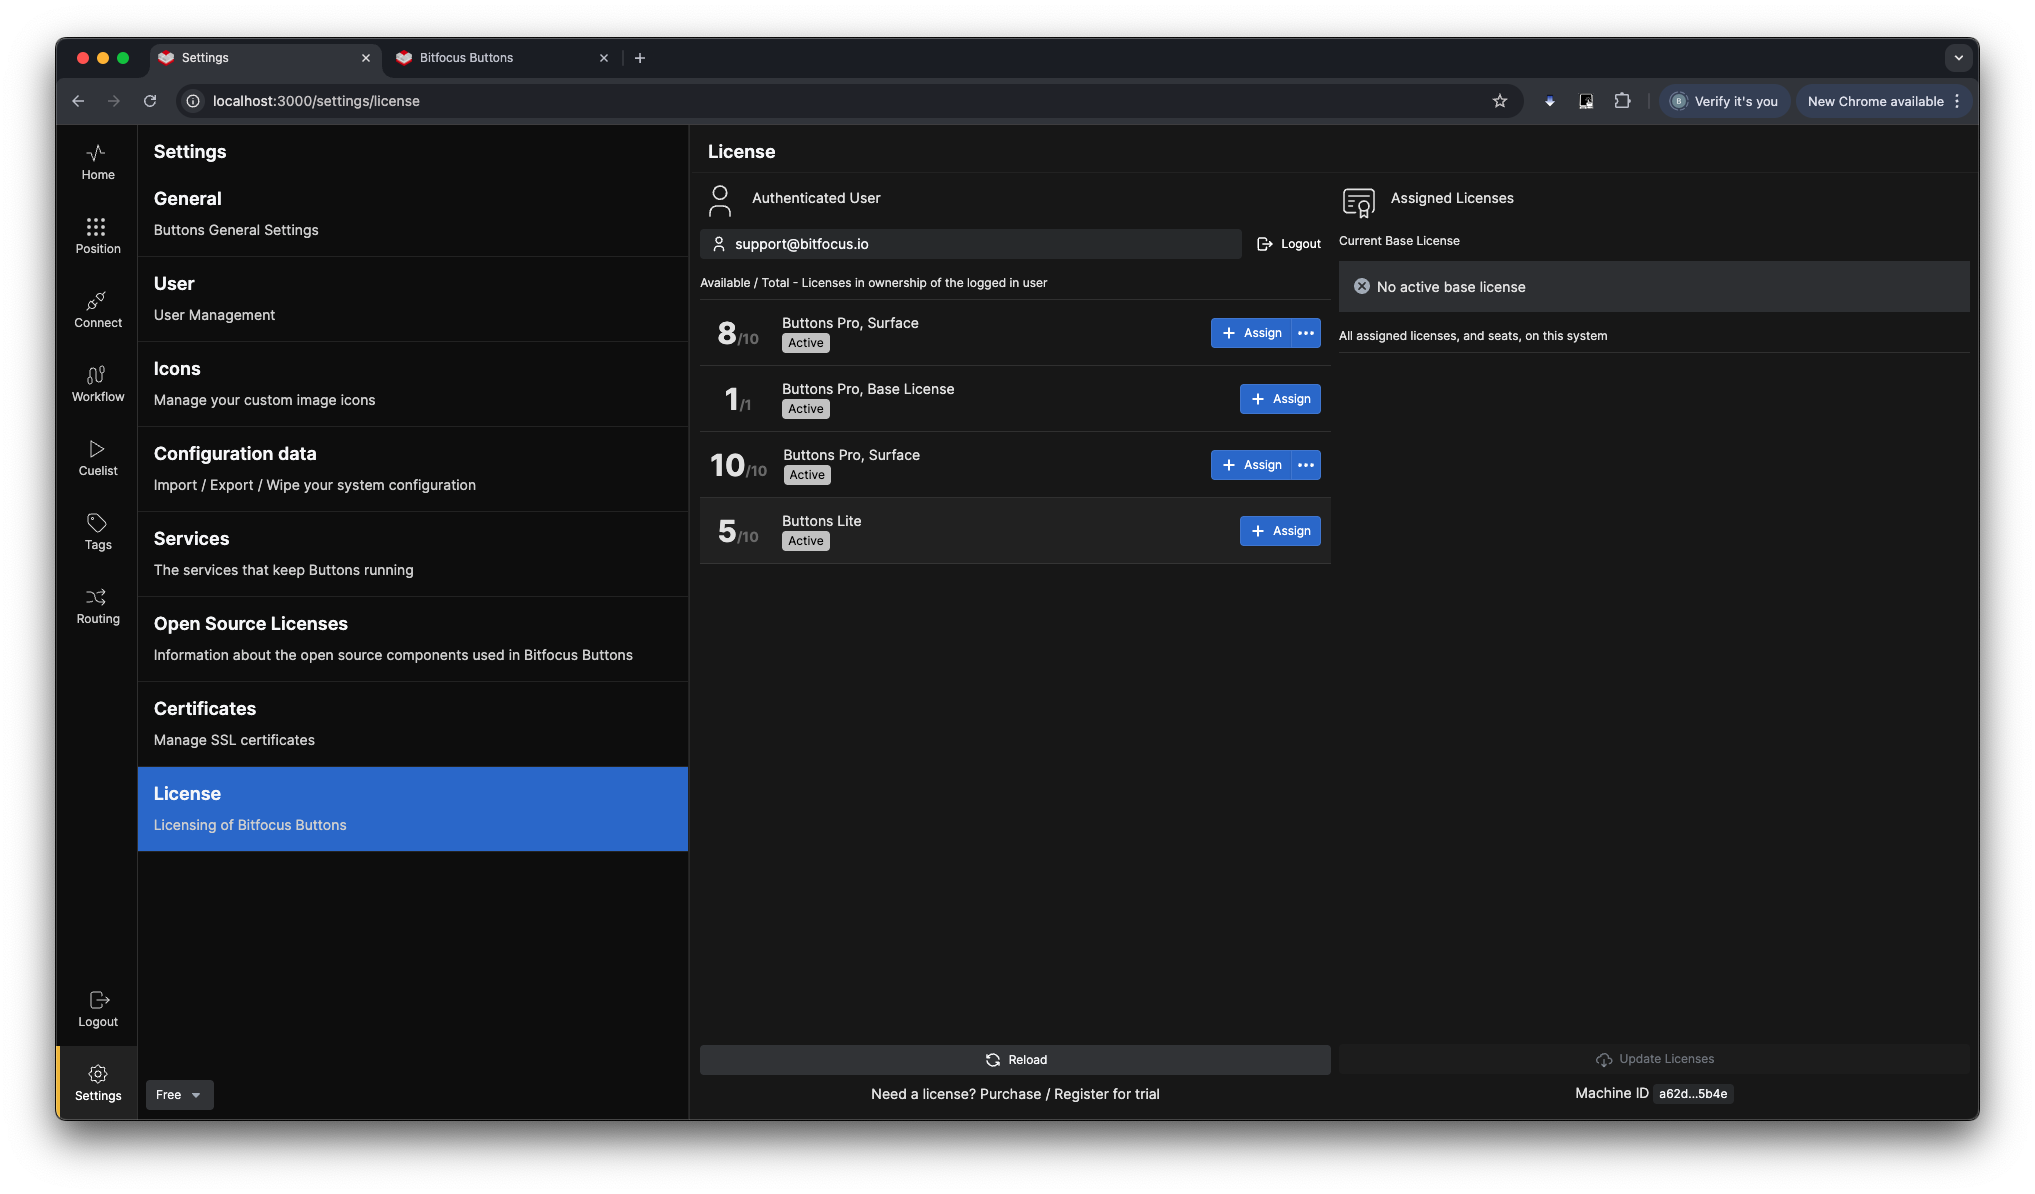 Settings
Bitfocus Buttons
localhost:3000/settings/license
Verify it's you
New Chrome available
Home
Position
Connect
Workflow
Cuelist
Tags
Routing
Logout
Settings
Settings
General
Buttons General Settings
User
User Management
Icons
Manage your custom image icons
Configuration data
Import / Export / Wipe your system configuration
Services
The services that keep Buttons running
Open Source Licenses
Information about the open source components used in Bitfocus Buttons
Certificates
Manage SSL certificates
License
Licensing of Bitfocus Buttons
Free
License
Authenticated User
support@bitfocus.io
Logout
Available / Total - Licenses in ownership of the logged in user
8/10
Buttons Pro, Surface
Active
Assign
1/1
Buttons Pro, Base License
Active
Assign
10/10
Buttons Pro, Surface
Active
Assign
5/10
Buttons Lite
Active
Assign
Reload
Need a license? Purchase / Register for trial
Assigned Licenses
Current Base License
No active base license
All assigned licenses, and seats, on this system
Update Licenses
Machine ID a62d...5b4e